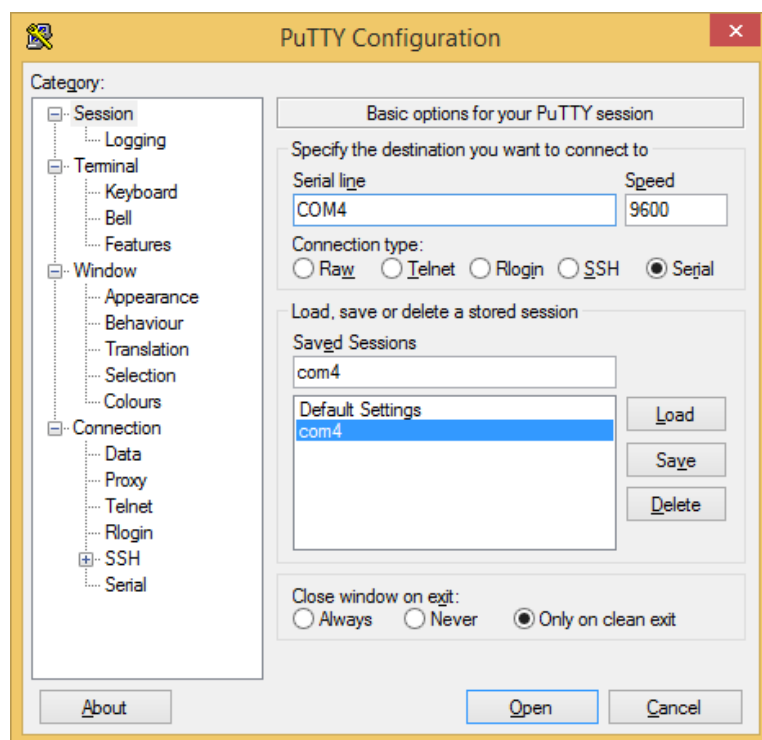 PuTTY Configuration
Category:
Session
Logging
Terminal
Keyboard
Bell
Features
Window
Appearance
Behaviour
Translation
Selection
Colours
Connection
Data
Proxy
Telnet
Rlogin
SSH
Serial
Basic options for your PuTTY session
Specify the destination you want to connect to
Serial line Speed
COM4 9600
Connection type:
Raw Telnet Rlogin SSH Serial
Load, save or delete a stored session
Saved Sessions
com4
Default Settings
com4
Load
Save
Delete
Close window on exit:
Always Never Only on clean exit
About Open Cancel